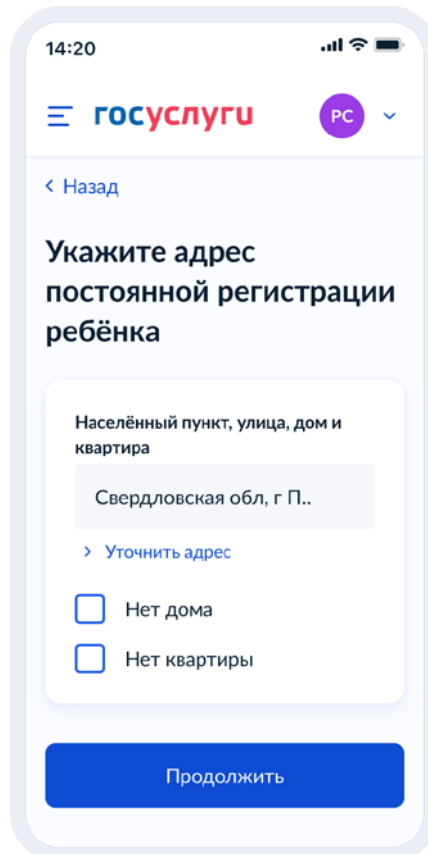 14:20
госуслуги
РС
Назад
Укажите адрес
постоянной регистрации
ребёнка
Населённый пункт, улица, дом и
квартира
Свердловская обл, г П..
Уточнить адрес
Нет дома
Нет квартиры
Продолжить